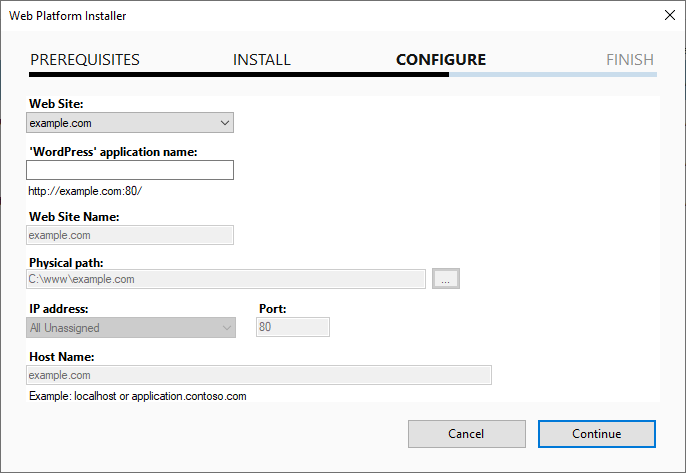 Web Platform Installer
PREREQUISITES INSTALL CONFIGURE FINISH
Web Site:
example.com
'WordPress' application name:
http://example.com:80/
Web Site Name:
example.com
Physical path:
C:\www\example.com ...
IP address: Port:
All Unassigned 80
Host Name:
example.com
Example: localhost or application.contoso.com
Cancel Continue